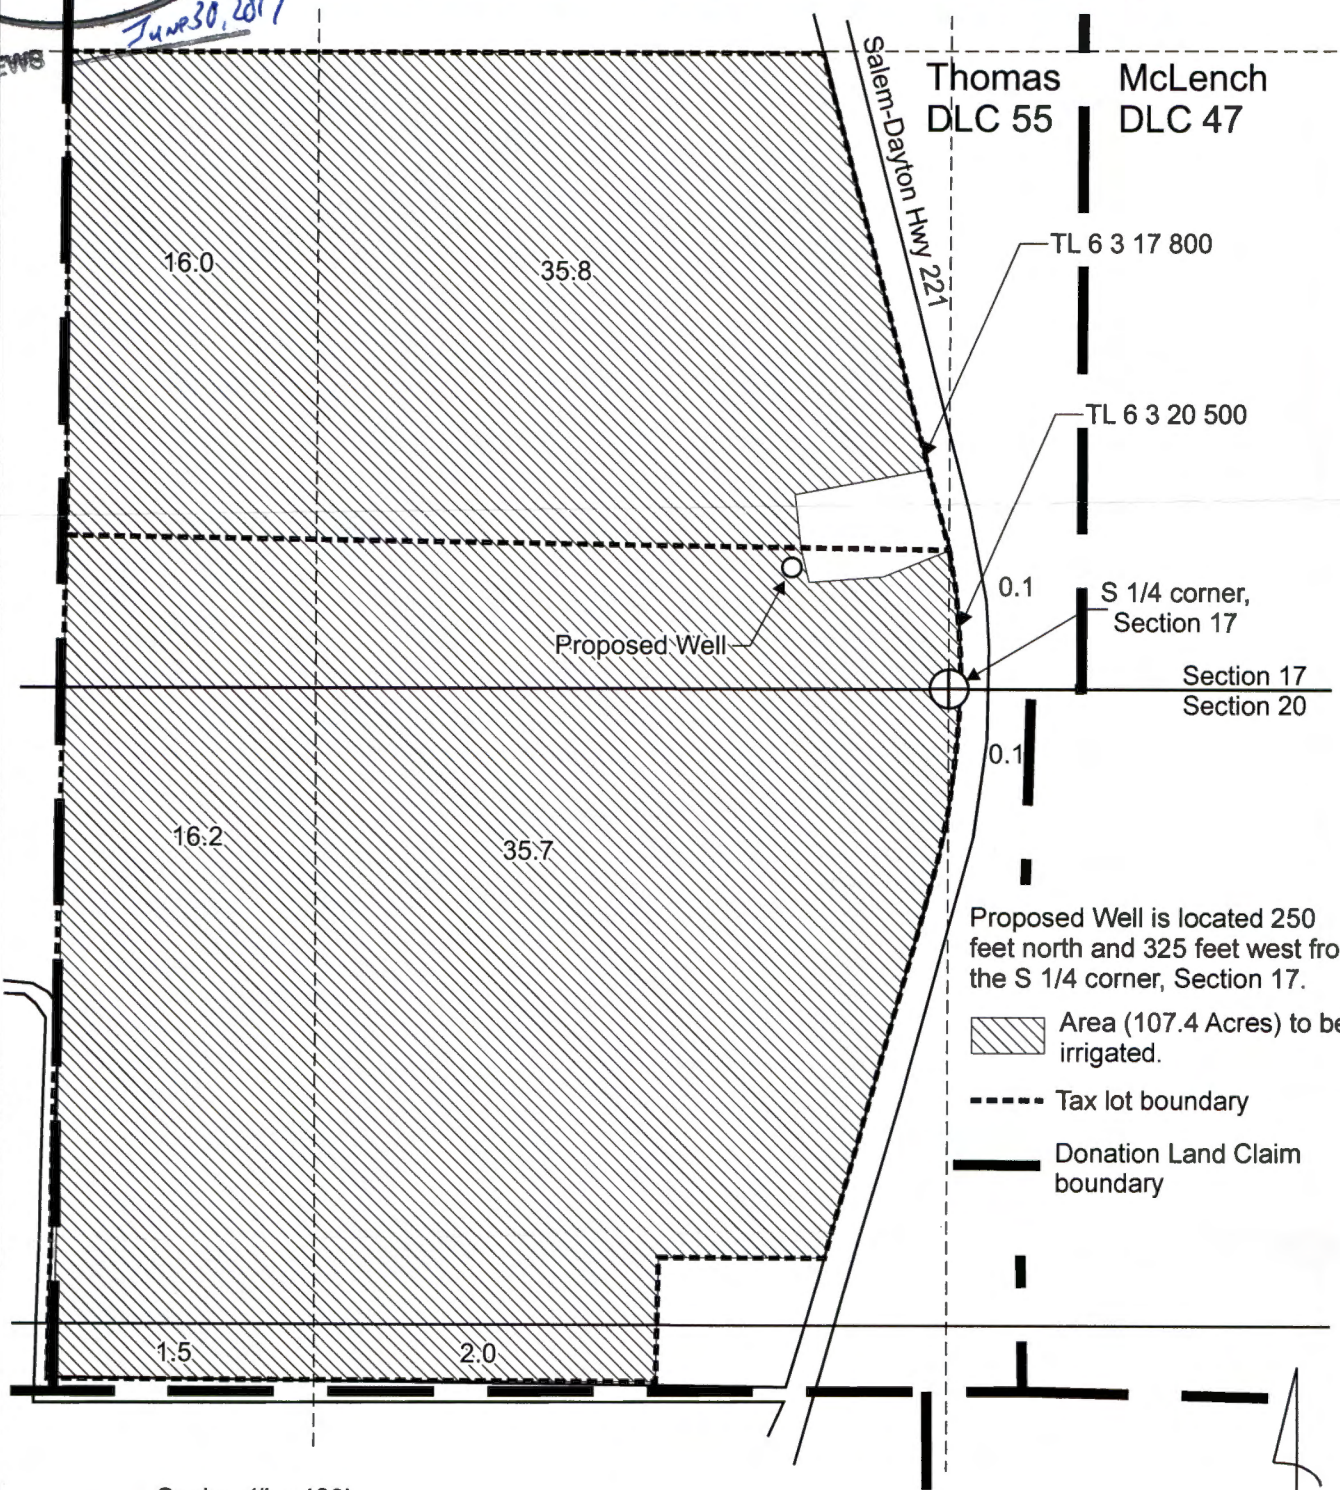 June 30, 2017
EWS
Salem-Dayton Hwy 221
Thomas
DLC 55
McLench
DLC 47
TL 6 3 17 800
16.0
35.8
TL 6 3 20 500
0.1
S 1/4 corner,
Section 17
Proposed Well
Section 17
Section 20
0.1
16.2
35.7
Proposed Well is located 250
feet north and 325 feet west fro
the S 1/4 corner, Section 17.
Area (107.4 Acres) to be
irrigated.
Tax lot boundary
Donation Land Claim
boundary
1.5
2.0